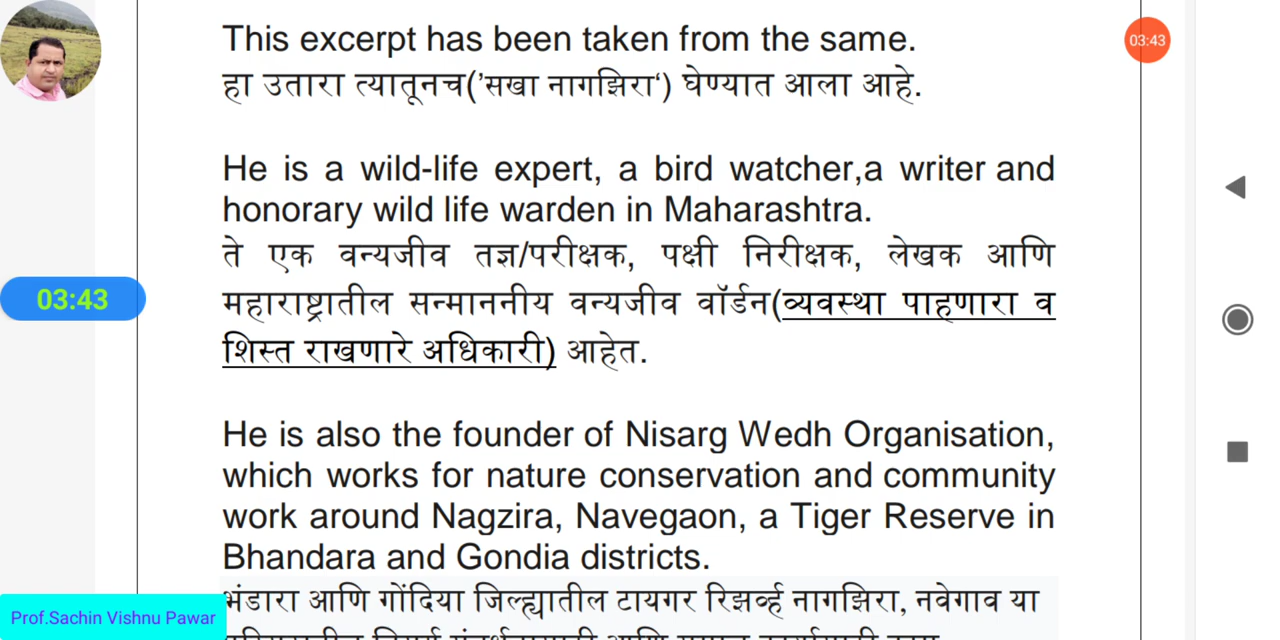 This excerpt has been taken from the same.
03:43
हा उतारा त्यातूनच('सखा नागझिरा') घेण्यात आला आहे.
He is a wild-life expert, a bird watcher,a writer and
honorary wild life warden in Maharashtra.
ते एक वन्यजीव तज्ञ/परीक्षक, पक्षी निरीक्षक, लेखक आणि
03:43
महाराष्ट्रातील सन्माननीय वन्यजीव वॉर्डन(व्यवस्था पाहणारा व
शिस्त राखणारे अधिकारी) आहेत.
He is also the founder of Nisarg Wedh Organisation,
which works for nature conservation and community
work around Nagzira, Navegaon, a Tiger Reserve in
Bhandara and Gondia districts.
भंडारा आणि गोंदिया जिल्ह्यातील टायगर रिझर्व्ह नागझिरा, नवेगाव या
Prof.Sachin Vishnu Pawar